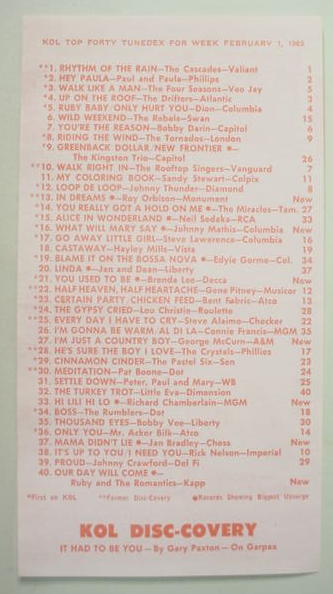 KOL TOP FORTY TUNEDEX FOR WEEK FEBRUARY 1, 1963
**1. RHYTHM OF THE RAIN—The Cascades—Valiant 1
*2. HEY PAULA—Paul and Paula—Phillips 2
*3. WALK LIKE A MAN—The Four Seasons—Vee Jay 5
*4. UP ON THE ROOF—The Drifters—Atlantic 3
*5. RUBY BABY/ONLY HURT YOU—Dion—Columbia 4
6. WILD WEEKEND—The Rebels—Swan 15
7. YOU'RE THE REASON—Bobby Darin—Capitol 6
*8. RIDING THE WIND—The Tornados—London 9
*9. GREENBACK DOLLAR/NEW FRONTIER ●—
The Kingston Trio—Capitol 26
**10. WALK RIGHT IN—The Rooftop Singers—Vanguard 7
11. MY COLORING BOOK—Sandy Stewart—Colpix 11
*12. LOOP DE LOOP—Johnny Thunder—Diamond 8
**13. IN DREAMS ●—Roy Orbison—Monument New
*14. YOU REALLY GOT A HOLD ON ME ●—The Miracles—Tam. 27
*15. ALICE IN WONDERLAND ●—Neil Sedaka—RCA 33
*16. WHAT WILL MARY SAY ●—Johnny Mathis—Columbia New
*17. GO AWAY LITTLE GIRL—Steve Lawerence—Columbia 16
18. CASTAWAY—Hayley Mills—Vista 19
*19. BLAME IT ON THE BOSSA NOVA ●—Edyie Gorme—Col. 34
20. LINDA ●—Jan and Dean—Liberty 37
*21. YOU USED TO BE ●—Brenda Lee—Decca New
*22. HALF HEAVEN, HALF HEARTACHE—Gene Pitney—Musicor 12
*23. CERTAIN PARTY/CHICKEN FEED—Bent Fabric—Atco 13
*24. THE GYPSY CRIED—Lou Christie—Roulette 28
**25. EVERY DAY I HAVE TO CRY—Steve Alaimo—Checker 22
26. I'M GONNA BE WARM/AL DI LA—Connie Francis—MGM 35
27. I'M JUST A COUNTRY BOY—George McCurn—A&M New
**28. HE'S SURE THE BOY I LOVE—The Crystals—Phillies 17
*29. CINNAMON CINDER—The Pastel Six—Zen 23
**30. MEDITATION—Pat Boone—Dot 24
31. SETTLE DOWN—Peter, Paul and Mary—WB 25
32. THE TURKEY TROT—Little Eva—Dimension 40
*33. HI LILI HI LO ●—Richard Chamberlain—MGM New
*34. BOSS—The Rumblers—Dot 18
35. THOUSAND EYES—Bobby Vee—Liberty 30
*36. ONLY YOU—Mr. Acker Bilk—Atco 14
37. MAMA DIDN'T LIE ●—Jan Bradley—Chess New
38. IT'S UP TO YOU/I NEED YOU—Rick Nelson—Imperial 10
39. PROUD—Johnny Crawford—Del Fi 29
40. OUR DAY WILL COME ●—
Ruby and The Romantics—Kapp New
*First on KOL **Former Disc-Covery ●Records Showing Biggest Upsurge
KOL DISC-COVERY
IT HAD TO BE YOU—By Gary Paxton—On Garpax